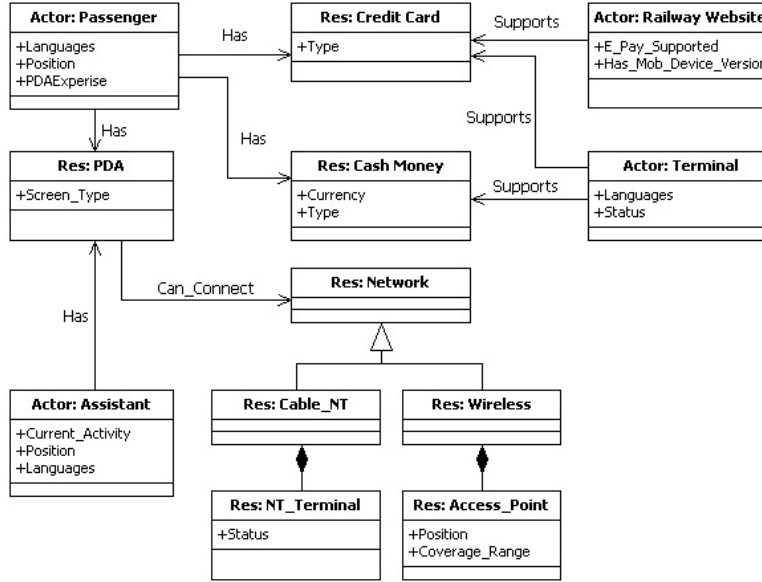 Actor: Passenger
+Languages
+Position
+PDAExperise
Has
Res: Credit Card
+Type
Supports
Actor: Railway Website
+E_Pay_Supported
+Has_Mob_Device_Version
Has
Has
Supports
Res: PDA
+Screen_Type
Res: Cash Money
+Currency
+Type
Supports
Actor: Terminal
+Languages
+Status
Can_Connect
Res: Network
Has
Actor: Assistant
+Current_Activity
+Position
+Languages
Res: Cable_NT
Res: Wireless
Res: NT_Terminal
+Status
Res: Access_Point
+Position
+Coverage_Range